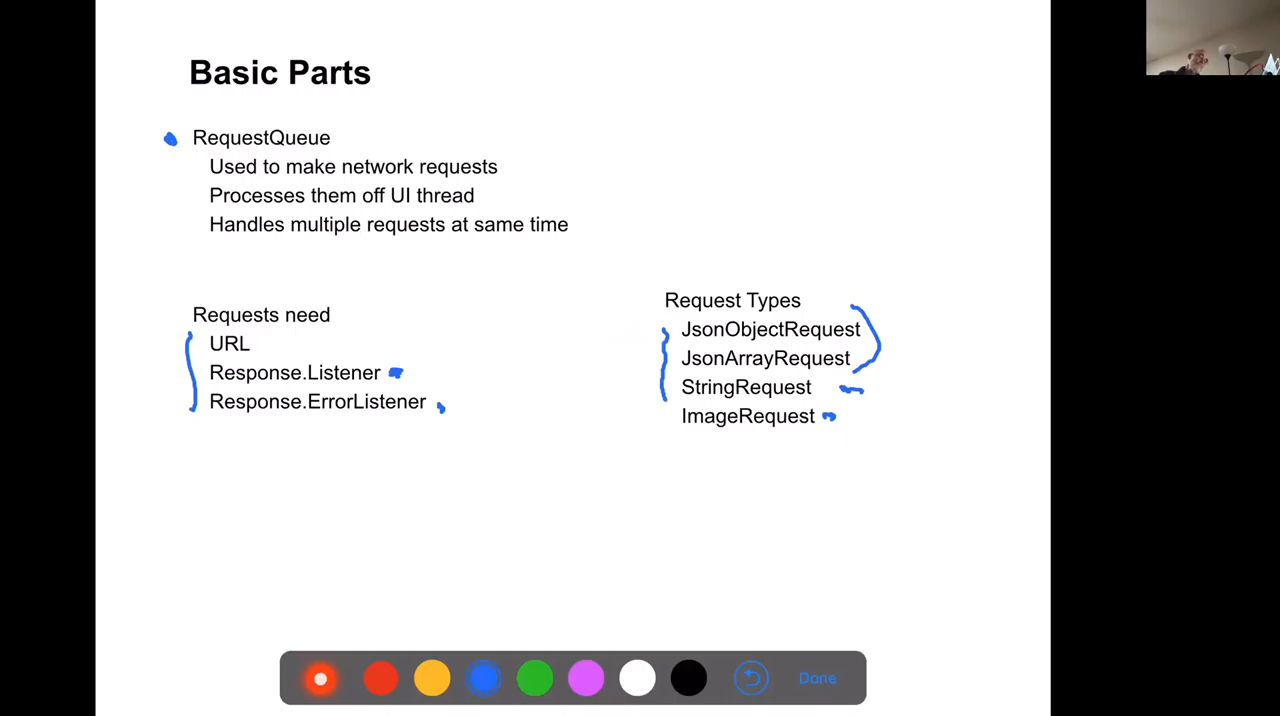 Basic Parts
RequestQueue
Used to make network requests
Processes them off UI thread
Handles multiple requests at same time
Requests need
URL
Response.Listener
Response.ErrorListener
Request Types
JsonObjectRequest
JsonArrayRequest
StringRequest
ImageRequest
Done